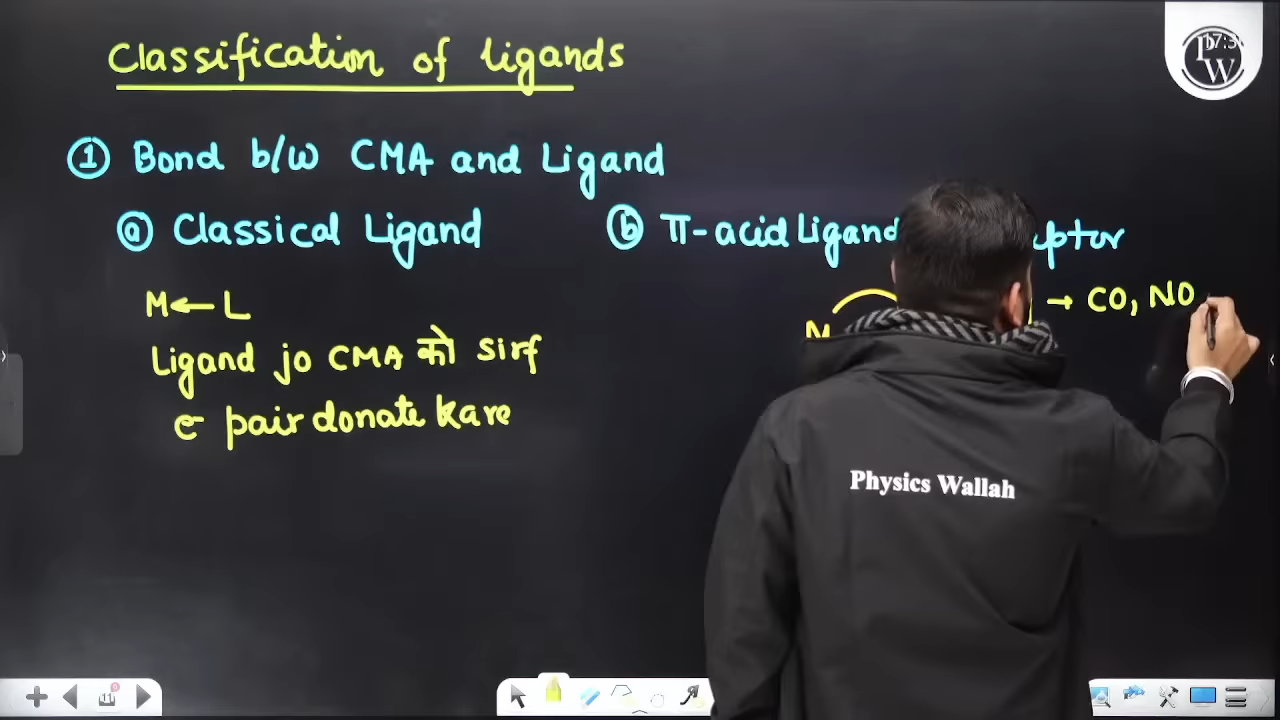 Classification of ligands
① Bond b/w CMA and Ligand
ⓐ Classical Ligand
ⓑ π-acid Ligand
M ← L
→ CO, NO
Ligand jo CMA को sirf
e⁻ pair donate kare
Physics Wallah
11